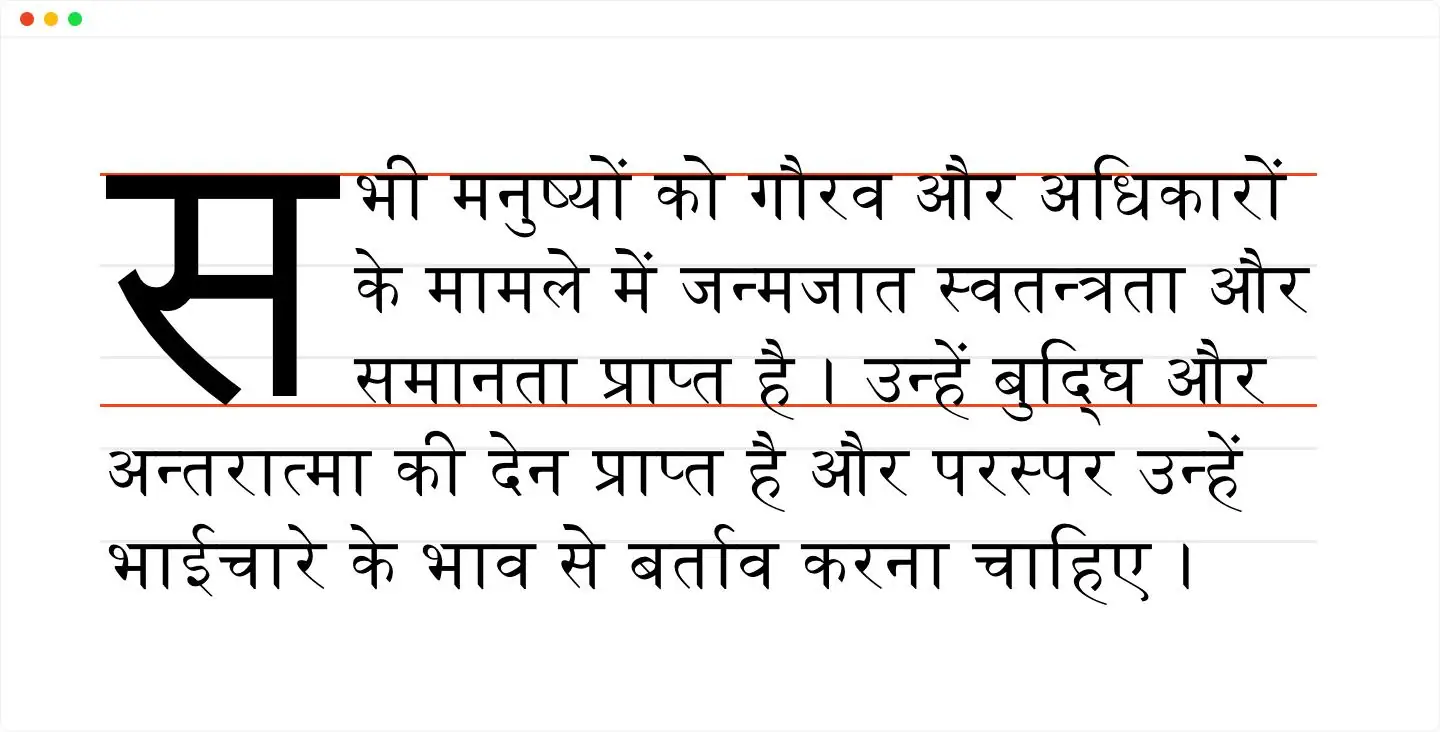 सभी मनुष्यों को गौरव और अधिकारों
के मामले में जन्मजात स्वतन्त्रता और
समानता प्राप्त है । उन्हें बुद्घि और
अन्तरात्मा की देन प्राप्त है और परस्पर उन्हें
भाईचारे के भाव से बर्ताव करना चाहिए ।